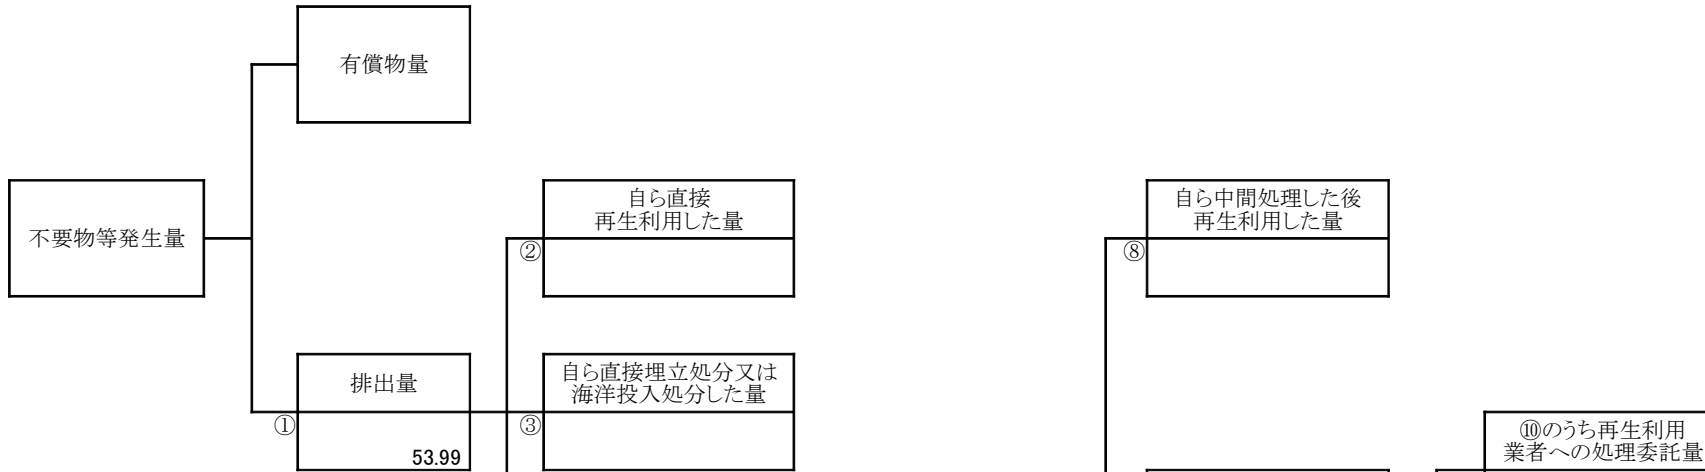 有償物量
自ら直接
再生利用した量
自ら中間処理した後
再生利用した量
不要物等発生量
②
⑧
排出量
自ら直接埋立処分又は
海洋投入処分した量
①
③
⑩のうち再生利用
業者への処理委託量
53.99